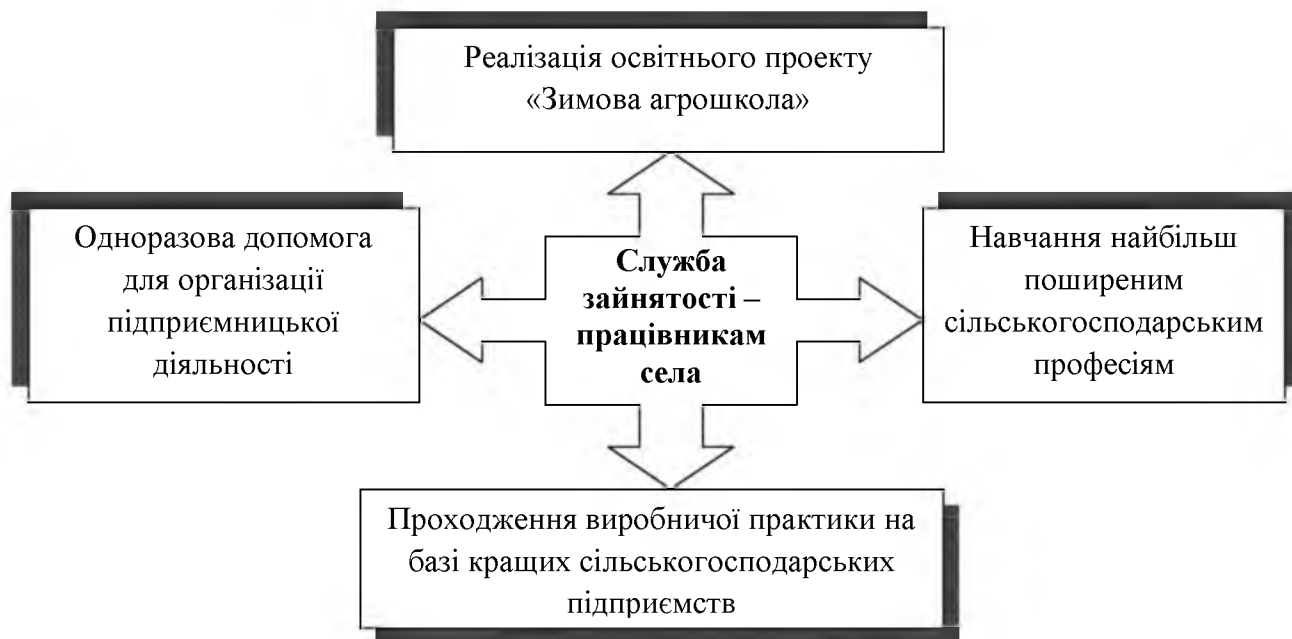 Реалізація освітнього проекту
«Зимова агрошкола»
Одноразова допомога
для організації
підприємницької
діяльності
Служба
зайнятості –
працівникам
села
Навчання найбільш
поширеним
сільськогосподарським
професіям
Проходження виробничої практики на
базі кращих сільськогосподарських
підприємств